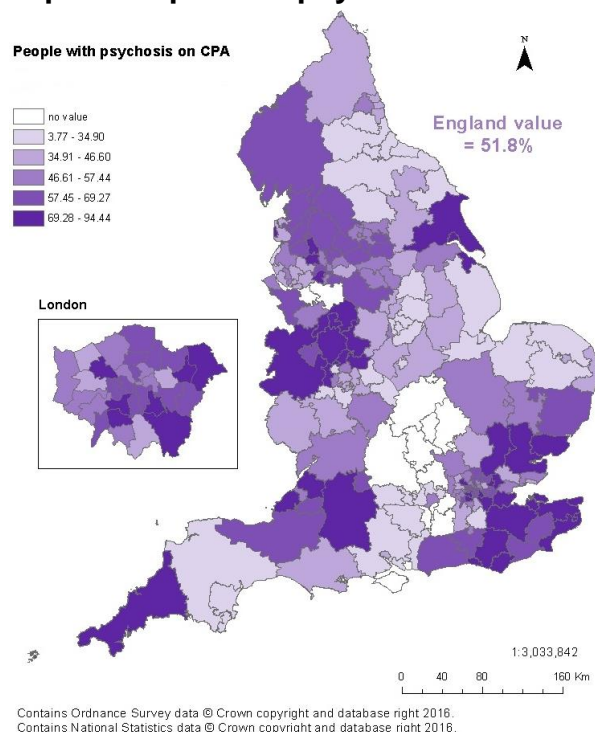 People with psychosis on CPA
no value
3.77 - 34.90
34.91 - 46.60
46.61 - 57.44
57.45 - 69.27
69.28 - 94.44
N
England value
= 51.8%
London
1:3,033,842
0 40 80 160 Km
Contains Ordnance Survey data © Crown copyright and database right 2016.
Contains National Statistics data © Crown copyright and database right 2016.